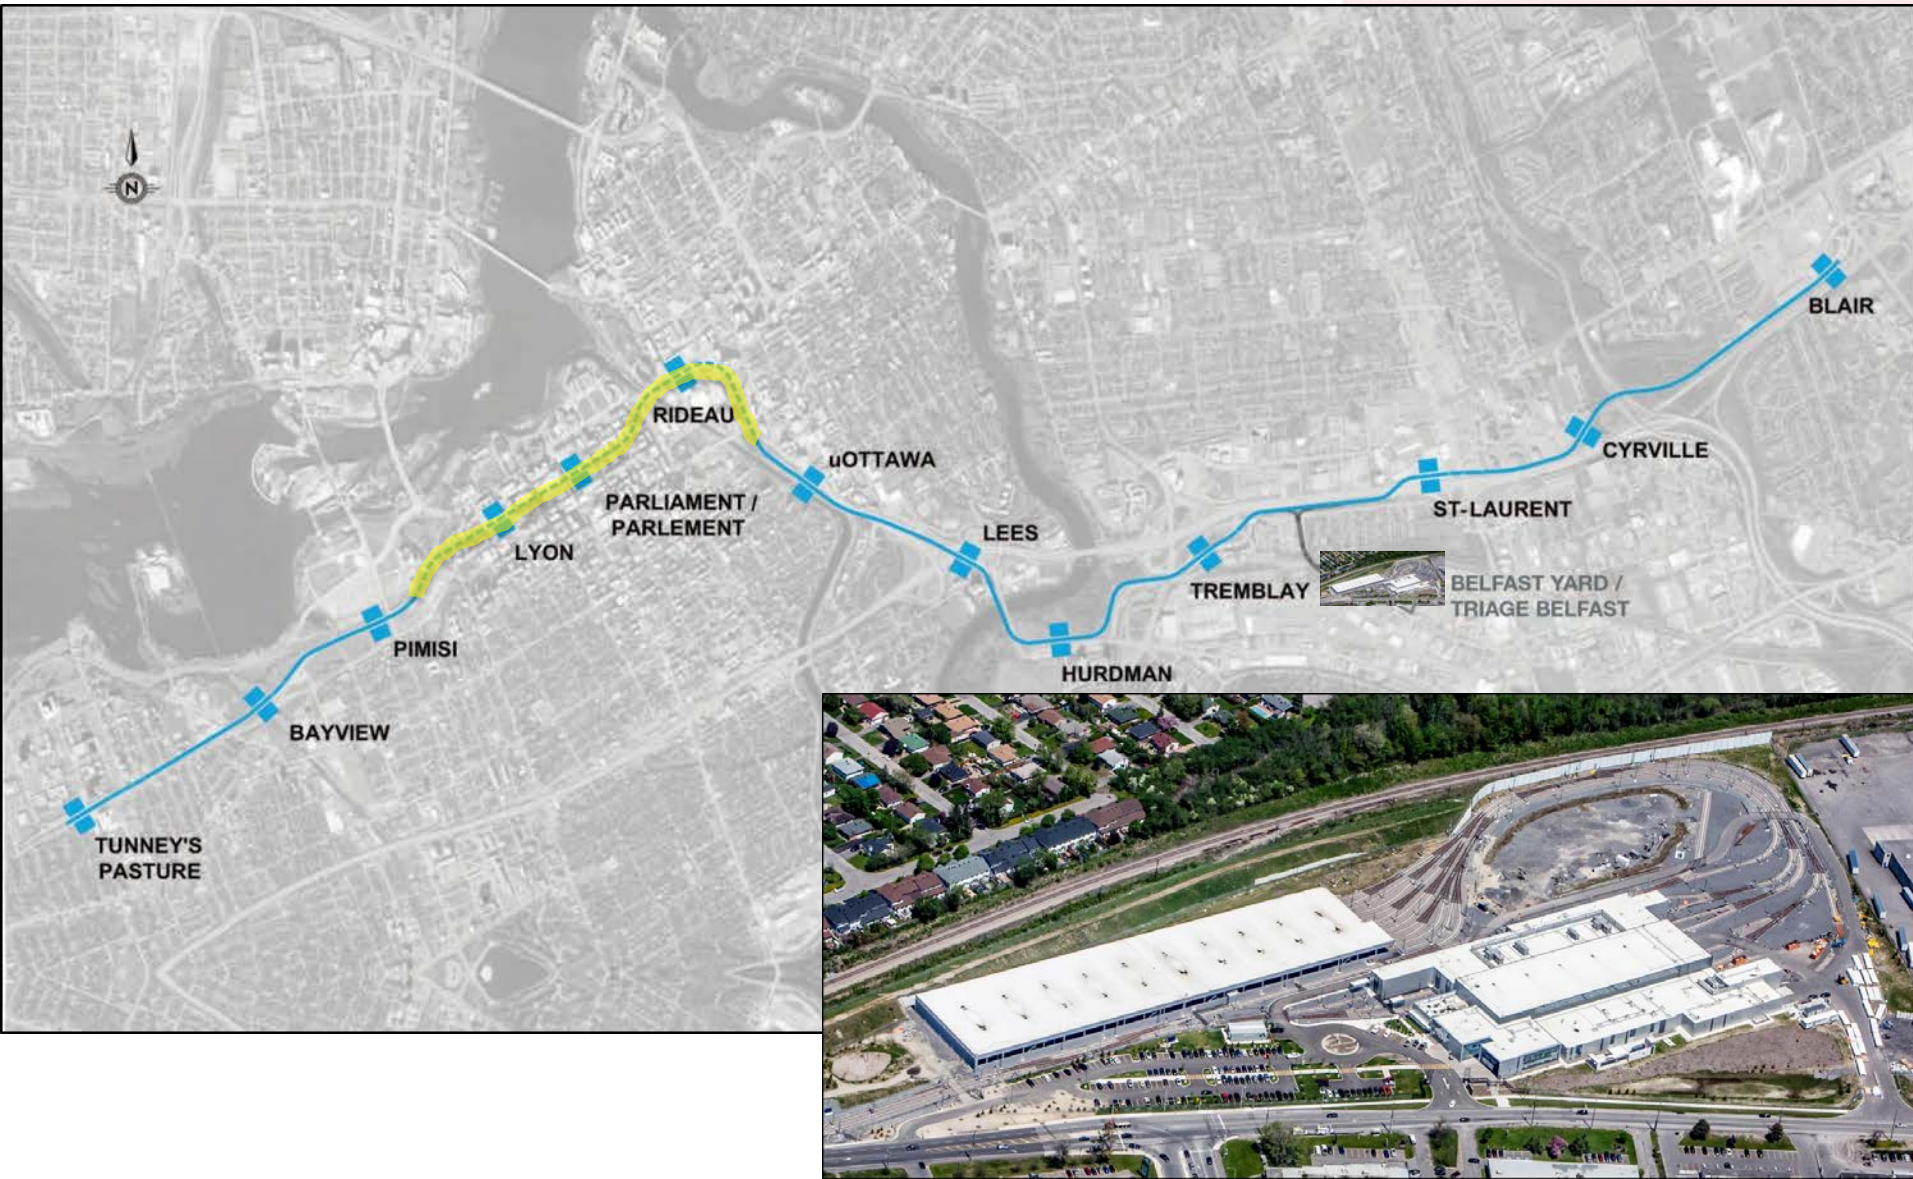 N
BLAIR
RIDEAU
uOTTAWA
CYRVILLE
PARLIAMENT /
PARLEMENT
ST-LAURENT
LEES
LYON
TREMBLAY
BELFAST YARD /
TRIAGE BELFAST
PIMISI
HURDMAN
BAYVIEW
TUNNEY'S
PASTURE